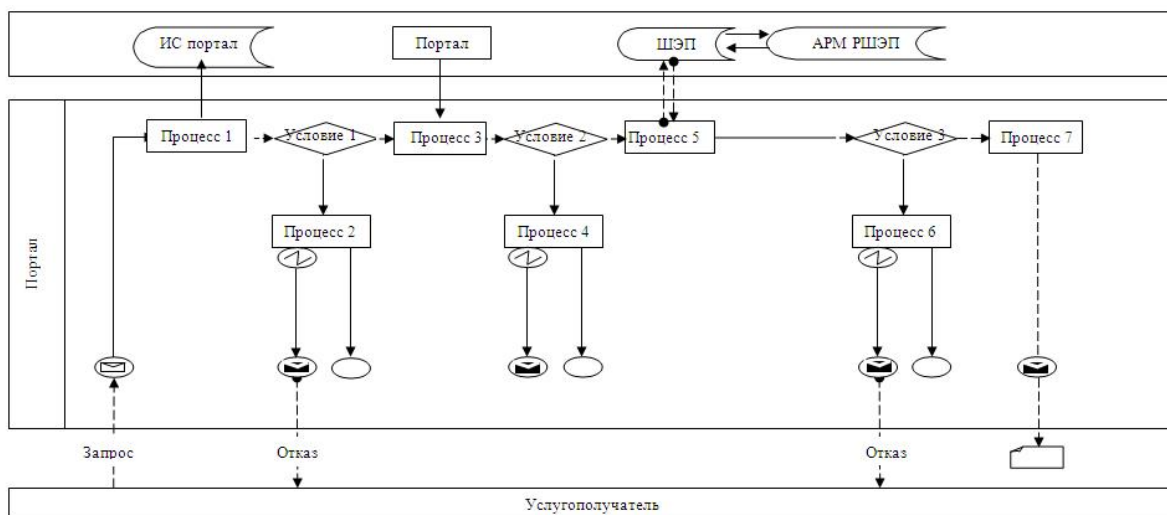 ИС портал
Портал
ШЭП
АРМ РШЭП
Процесс 1
Условие 1
Процесс 3
Условие 2
Процесс 5
Условие 3
Процесс 7
Процесс 2
Процесс 4
Процесс 6
Портал
Запрос
Отказ
Отказ
Услугополучатель